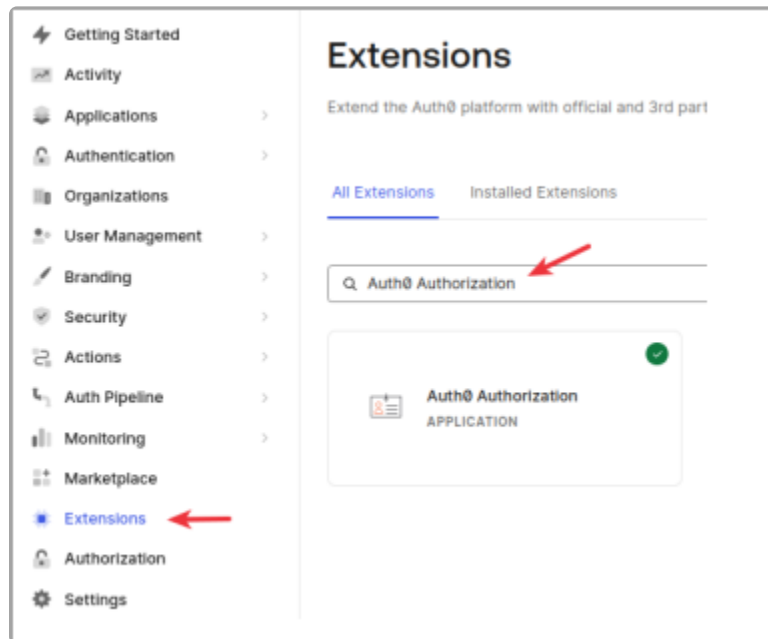 Getting Started
Activity
Applications
Authentication
Organizations
User Management
Branding
Security
Actions
Auth Pipeline
Monitoring
Marketplace
Extensions
Authorization
Settings
Extensions
Extend the Auth0 platform with official and 3rd part
All Extensions Installed Extensions
Auth0 Authorization
Auth0 Authorization
APPLICATION